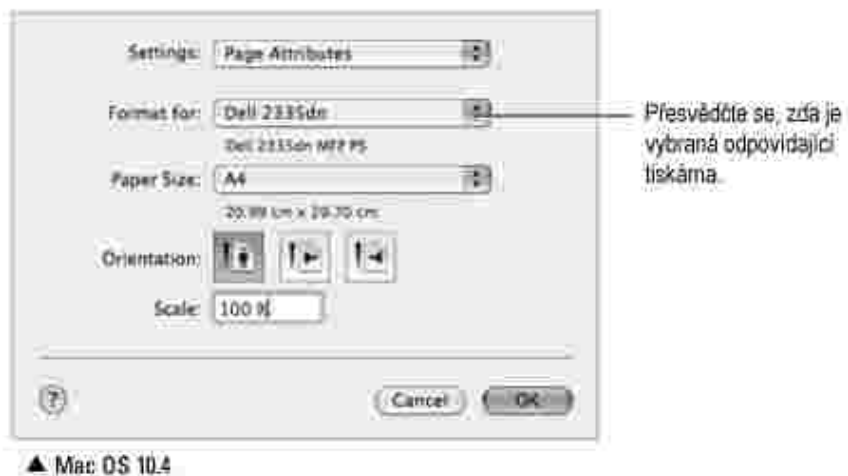 Settings: Page Attributes
Format for: Dell 2335dn
Dell 2335dn MFP PS
Přesvědčte se, zda je
vybraná odpovídající
tiskárna.
Paper Size: A4
20.99 cm x 29.70 cm
Orientation:
Scale: 100 %
?
Cancel OK
▲ Mac OS 10.4